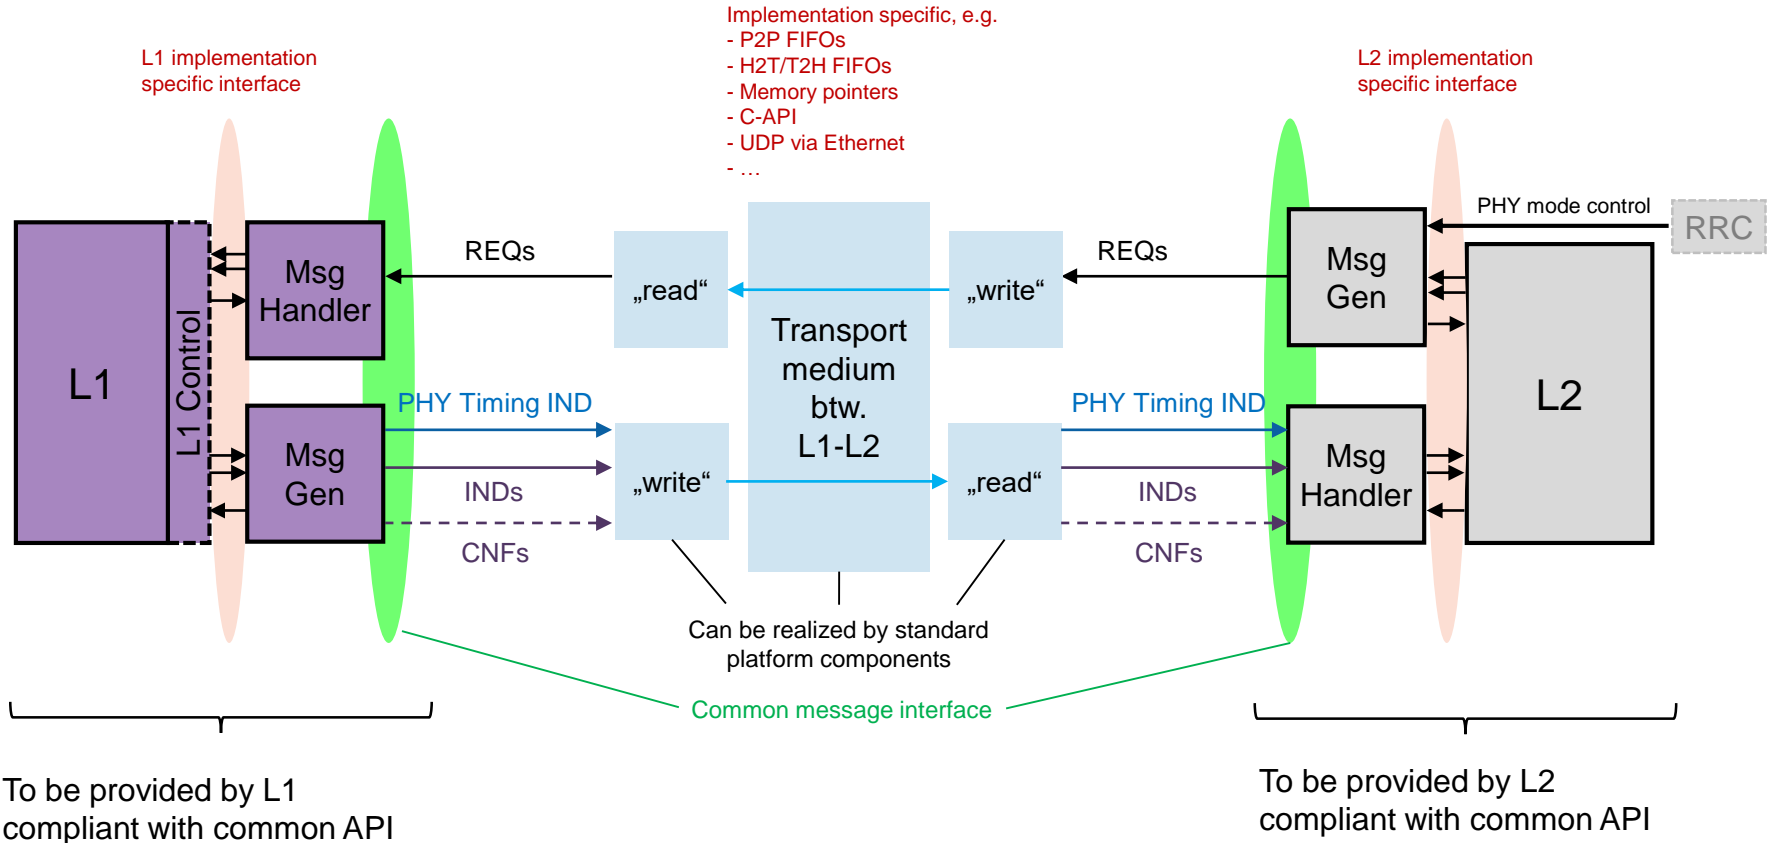 Implementation specific, e.g.
- P2P FIFOs
- H2T/T2H FIFOs
- Memory pointers
- C-API
- UDP via Ethernet
- …
L1 implementation
specific interface
L2 implementation
specific interface
L1
L1 Control
Msg
Handler
REQs
„read“
Transport
medium
btw.
L1-L2
„write“
REQs
Msg
Gen
PHY mode control
RRC
L2
Msg
Gen
PHY Timing IND
INDs
CNFs
„write“
„read“
PHY Timing IND
INDs
CNFs
Msg
Handler
Can be realized by standard
platform components
Common message interface
To be provided by L1
compliant with common API
To be provided by L2
compliant with common API